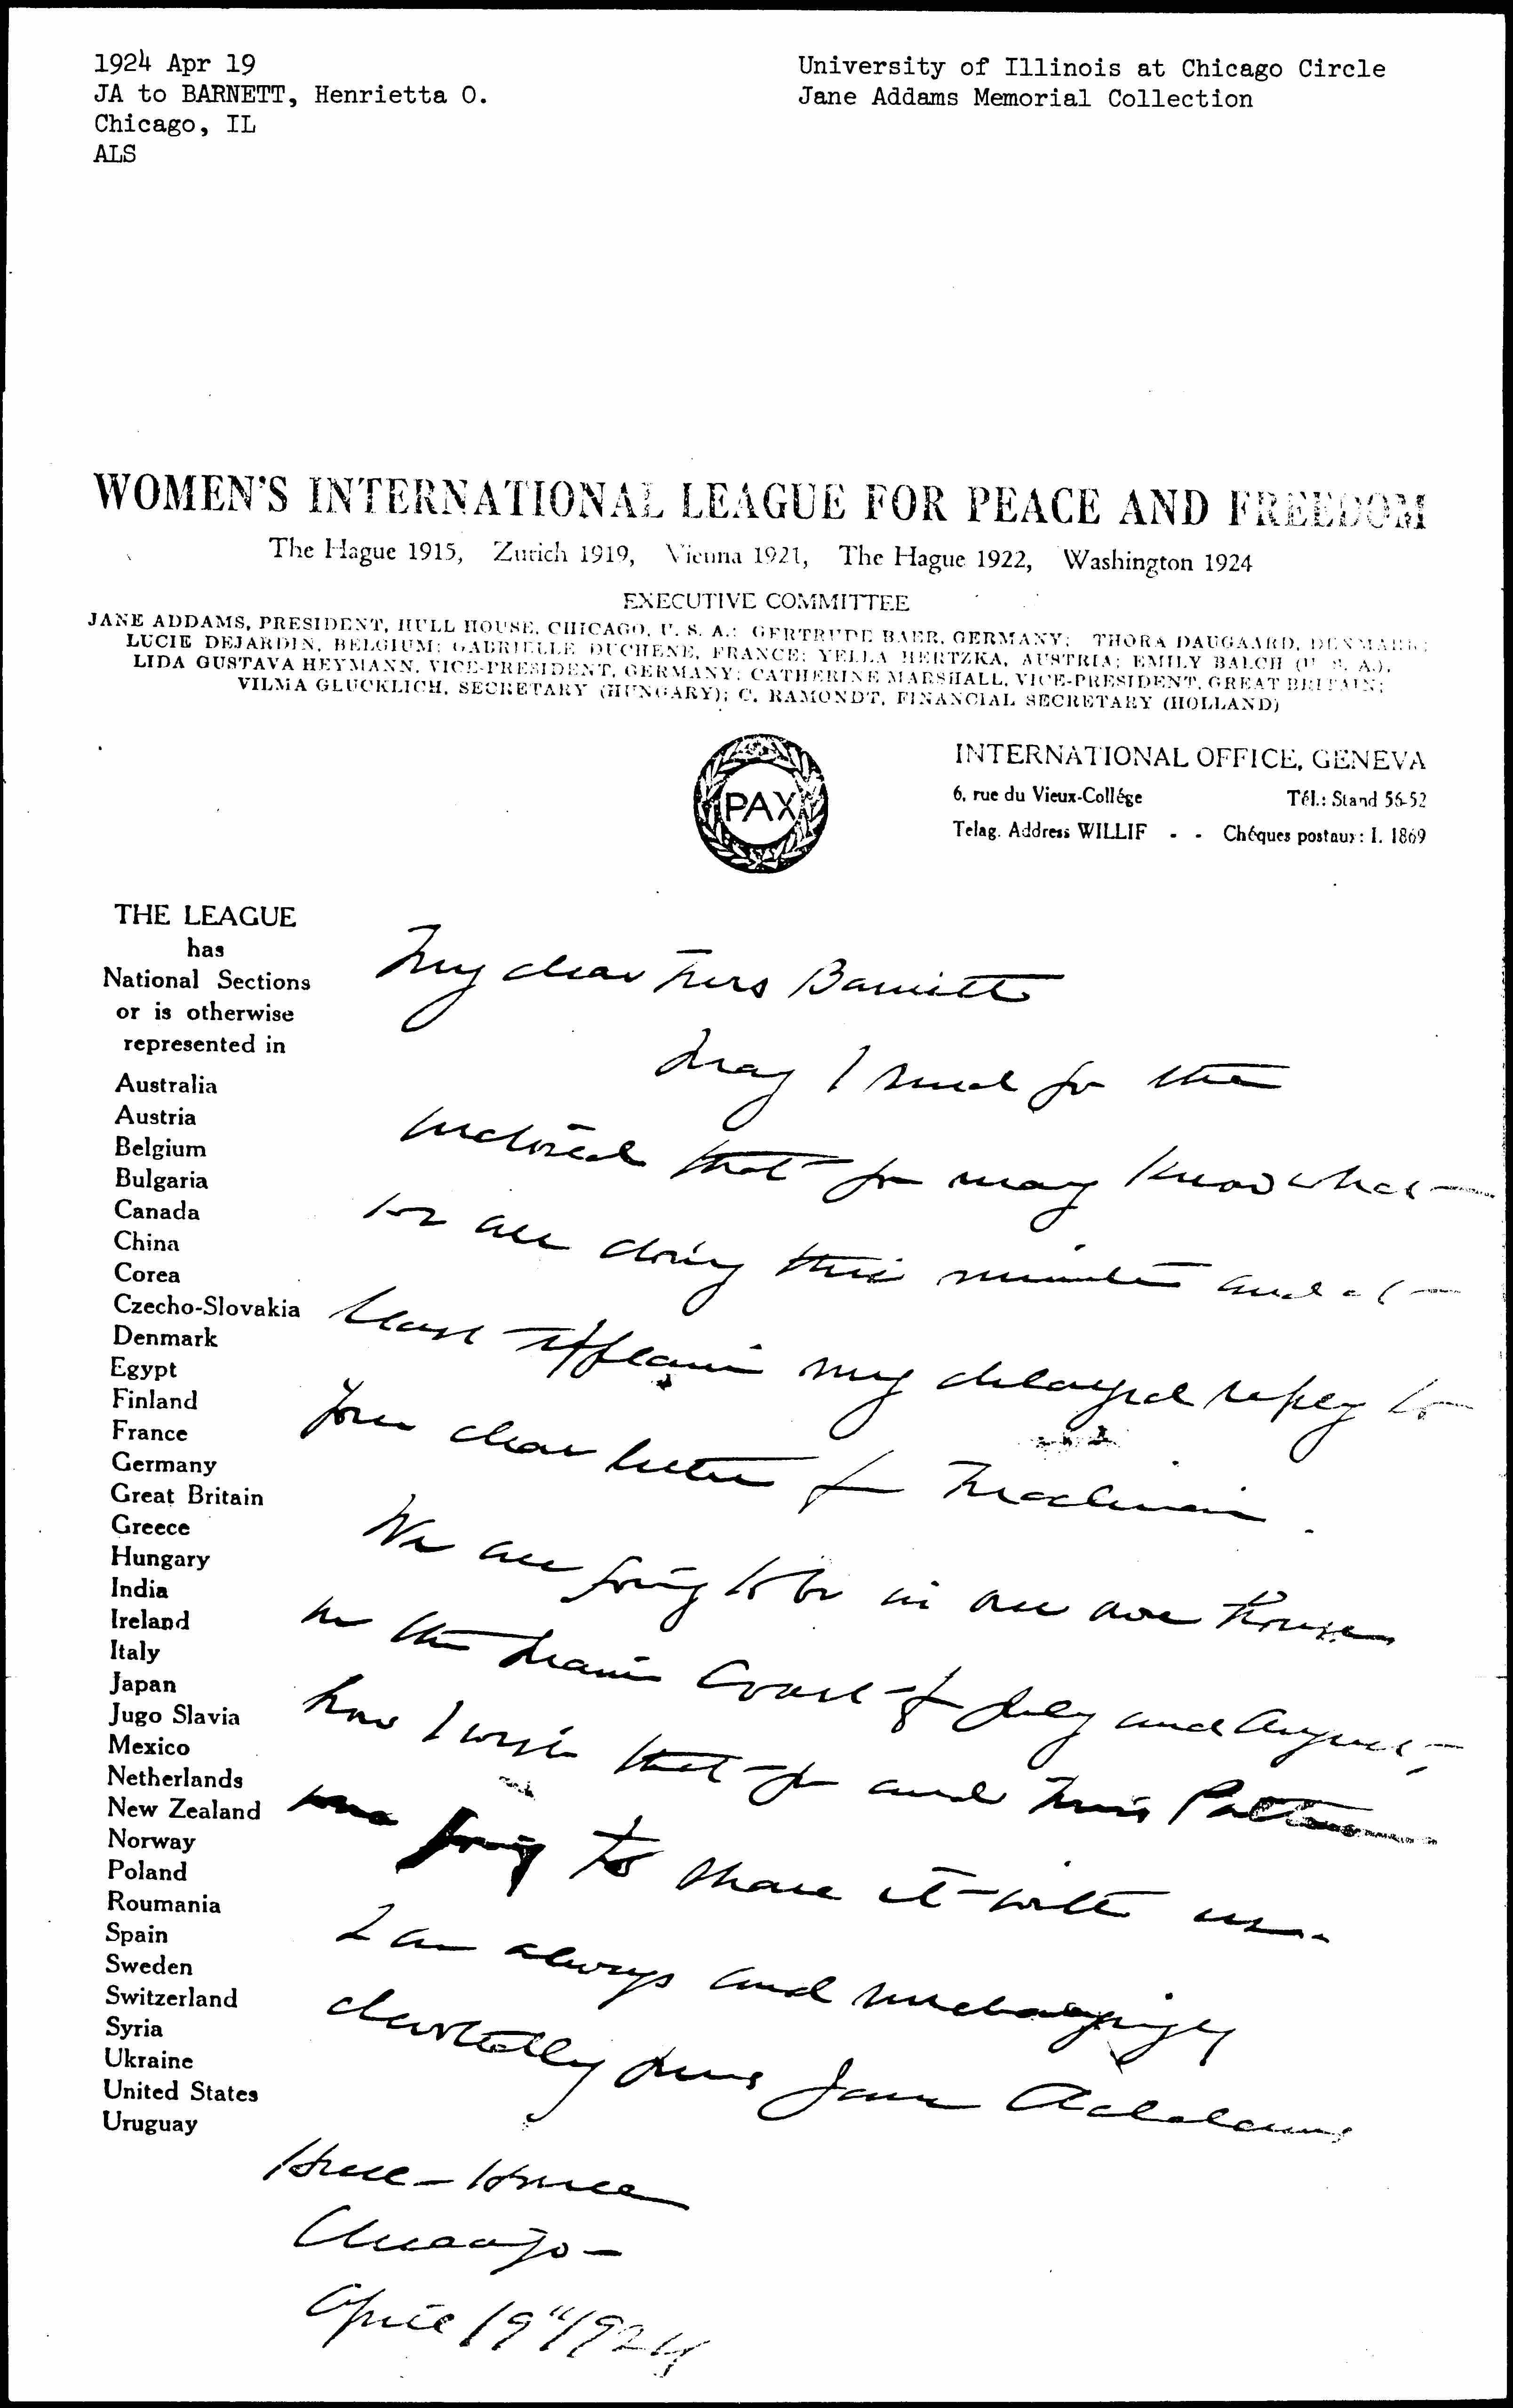 1924 Apr 19
JA to BARNETT, Henrietta O.
Chicago, IL
ALS
University of Illinois at Chicago Circle
Jane Addams Memorial Collection
WOMEN'S INTERNATIONAL LEAGUE FOR PEACE AND FREEDOM
The Hague 1915, Zurich 1919, Vienna 1921, The Hague 1922, Washington 1924
EXECUTIVE COMMITTEE
JANE ADDAMS, PRESIDENT, HULL HOUSE, CHICAGO, U. S. A.: GERTRUDE BAER, GERMANY; THORA DAUGAARD, DENMARK;
LUCIE DEJARDIN, BELGIUM: GABRIELLE DUCHENE, FRANCE; YELLA HERTZKA, AUSTRIA; EMILY BALCH (U. S. A.),
LIDA GUSTAVA HEYMANN, VICE-PRESIDENT, GERMANY: CATHERINE MARSHALL, VICE-PRESIDENT, GREAT BRITAIN;
VILMA GLUCKLICH, SECRETARY (HUNGARY); C. RAMONDT, FINANCIAL SECRETARY (HOLLAND)
PAX
INTERNATIONAL OFFICE, GENEVA
6, rue du Vieux-Collége Tél.: Stand 56-52
Telag. Address WILLIF - - Chéques postaux: I. 1869
THE LEAGUE
has
National Sections
or is otherwise
represented in
Australia
Austria
Belgium
Bulgaria
Canada
China
Corea
Czecho-Slovakia
Denmark
Egypt
Finland
France
Germany
Great Britain
Greece
Hungary
India
Ireland
Italy
Japan
Jugo Slavia
Mexico
Netherlands
New Zealand
Norway
Poland
Roumania
Spain
Sweden
Switzerland
Syria
Ukraine
United States
Uruguay
My dear Mrs Barnett
May I send you the
enclosed that you may know what
we are doing this minute and at
least explain my delayed reply to
your dear letter from
We are going to be in our own house
on the Maine Coast of July and August,
how I wish that you and Miss Paterson
were going to share it with us.
I am always and unchangingly
devotedly yours Jane Addams
Hull-House
Chicago-
April 19" 1924